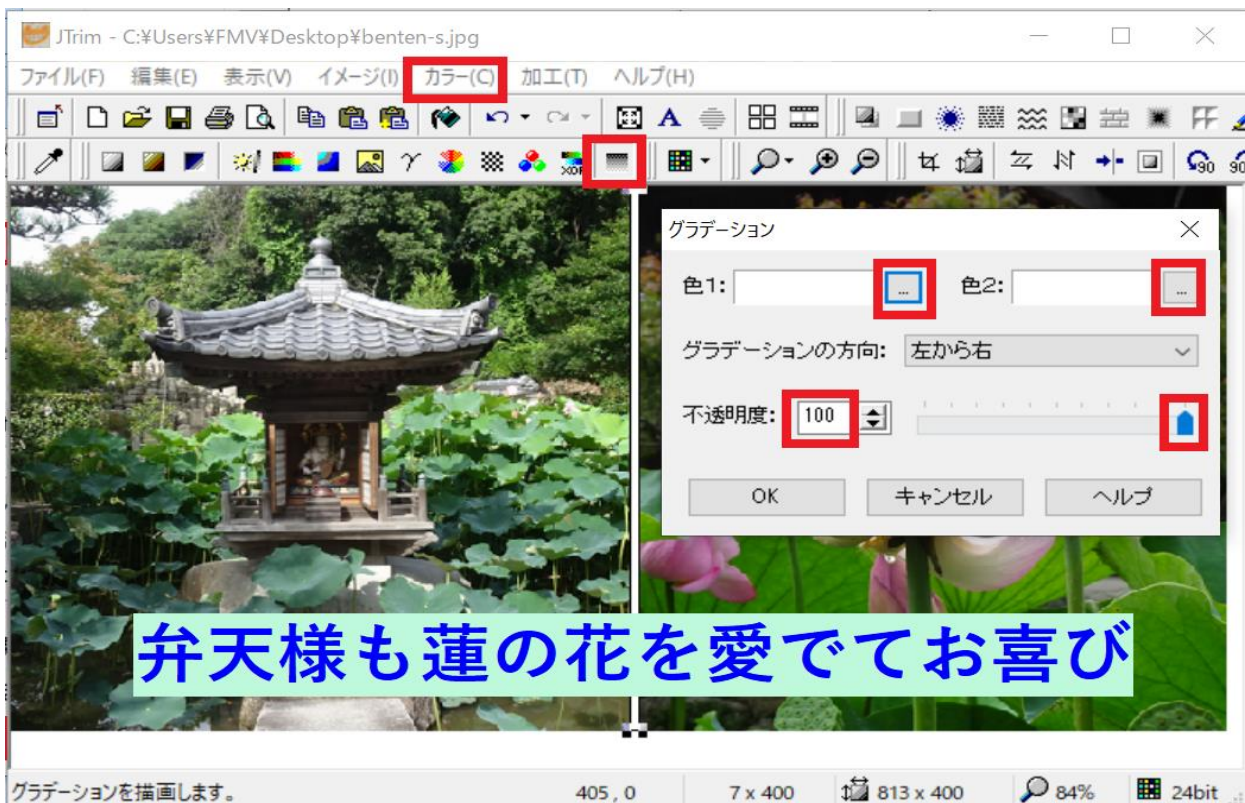 JTrim - C:¥Users¥FMV¥Desktop¥benten-s.jpg
ファイル(F) 編集(E) 表示(V) イメージ(I) カラー(C) 加工(T) ヘルプ(H)
グラデーション
色1: ... 色2: ...
グラデーションの方向: 左から右
不透明度: 100
OK キャンセル ヘルプ
弁天様も蓮の花を愛でてお喜び
グラデーションを描画します。 405 , 0 7 x 400 813 x 400 84% 24bit